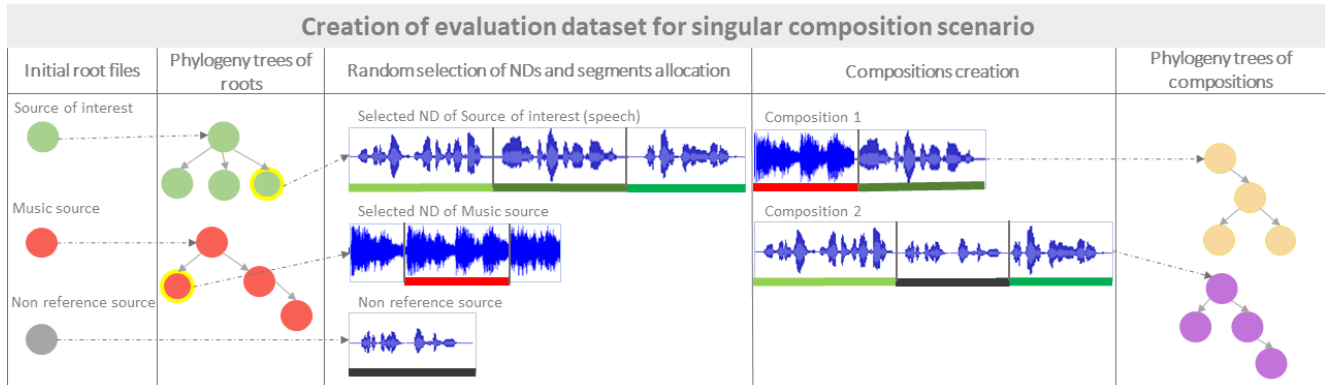 Creation of evaluation dataset for singular composition scenario
Initial root files
Phylogeny trees of
roots
Random selection of NDs and segments allocation
Compositions creation
Phylogeny trees of
compositions
Source of interest
Selected ND of Source of interest (speech)
Composition 1
Music source
Selected ND of Music source
Composition 2
Non reference source
Non reference source